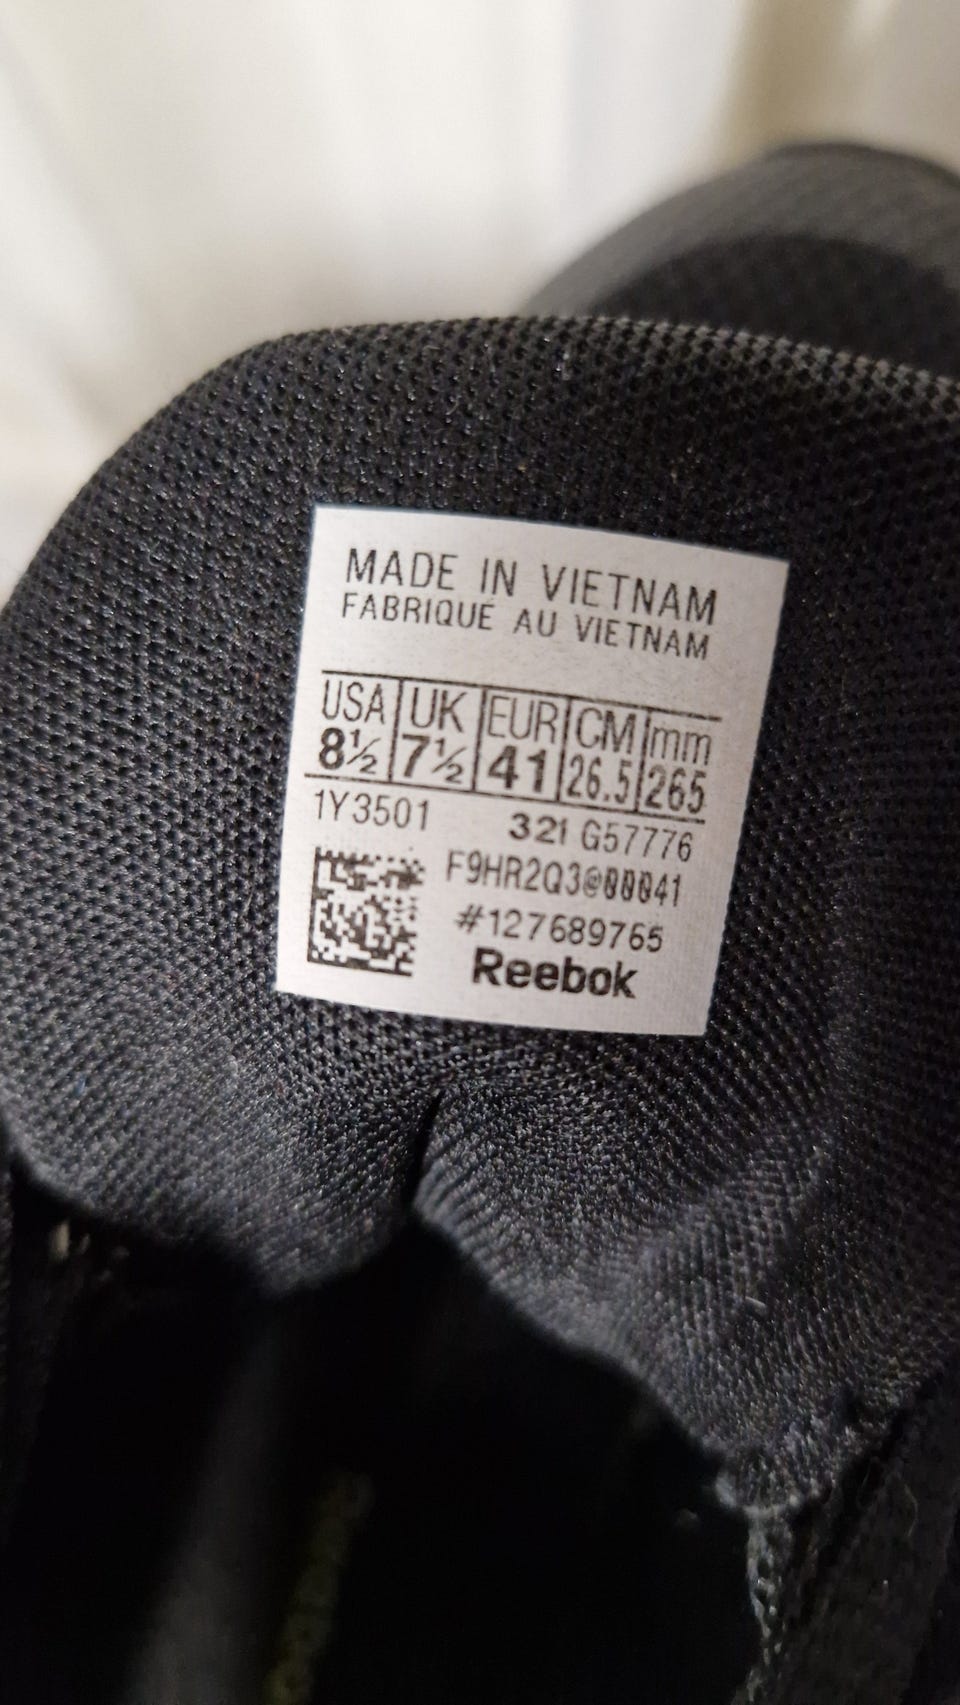 MADE IN VIETNAM
FABRIQUÉ AU VIETNAM
USA UK EUR CM mm
8½ 7½ 41 26.5 265
1Y3501 321 G57776
F9HR2Q3@00041
#127689765
Reebok